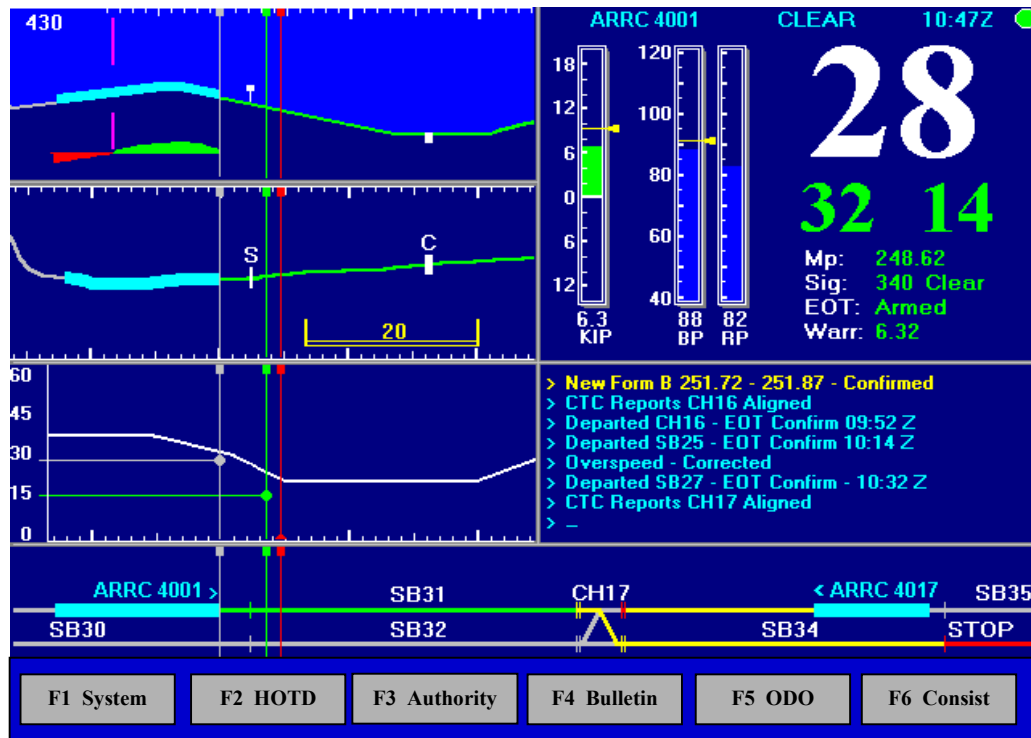 430
ARRC 4001 CLEAR 10:47Z
18
12
6
0
6
12
6.3
KIP
120
100
80
60
40
88 82
BP RP
28
32 14
Mp: 248.62
Sig: 340 Clear
EOT: Armed
Warr: 6.32
S C
20
60
45
30
15
0
> New Form B 251.72 - 251.87 - Confirmed
> CTC Reports CH16 Aligned
> Departed CH16 - EOT Confirm 09:52 Z
> Departed SB25 - EOT Confirm 10:14 Z
> Overspeed - Corrected
> Departed SB27 - EOT Confirm - 10:32 Z
> CTC Reports CH17 Aligned
> _
ARRC 4001 > SB31 CH17 < ARRC 4017 SB35
SB30 SB32 SB34 STOP
F1 System F2 HOTD F3 Authority F4 Bulletin F5 ODO F6 Consist